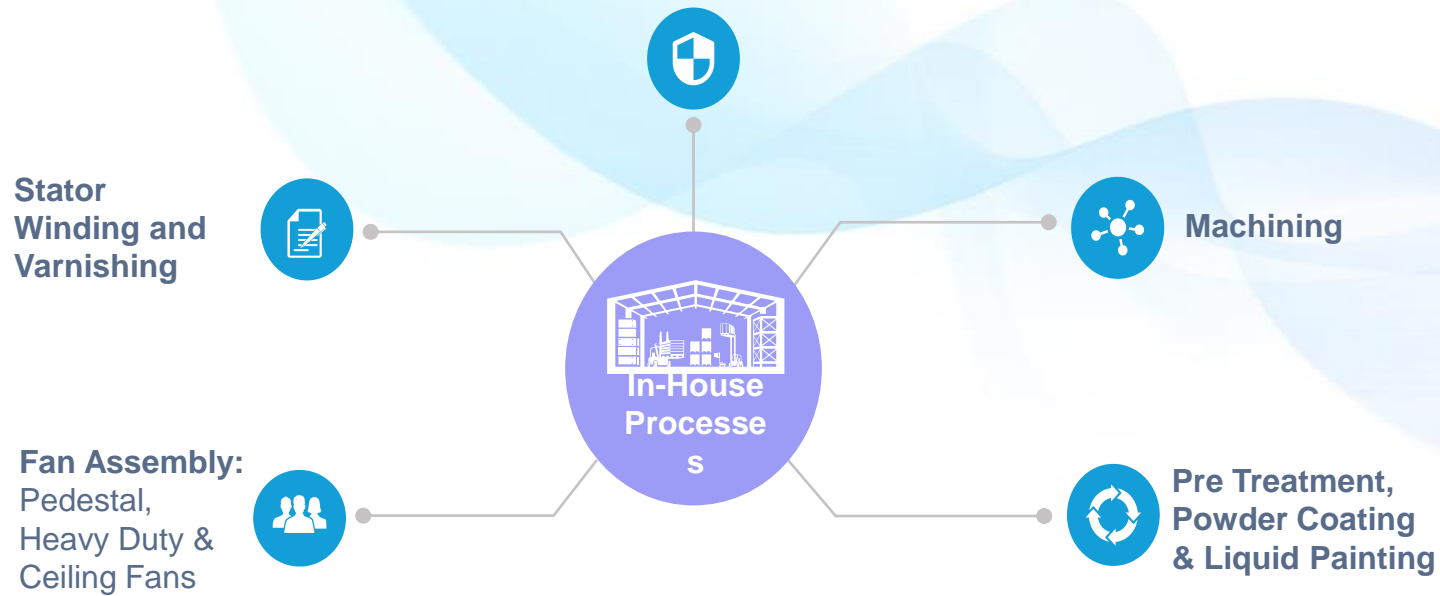 Stator
Winding and
Varnishing
Machining
In-House
Processe
s
Fan Assembly:
Pedestal,
Heavy Duty &
Ceiling Fans
Pre Treatment,
Powder Coating
& Liquid Painting